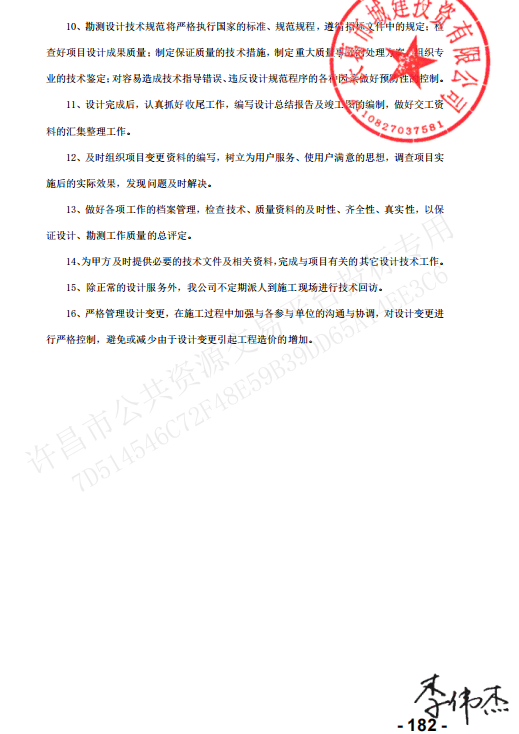 10、勘测设计技术规范将严格执行国家的标准、规范规程，遵循招标文件中的规定；检
查好项目设计成果质量；制定保证质量的技术措施，制定重大质量事故的处理方案，组织专
业的技术鉴定；对容易造成技术指导错误、违反设计规范程序的各种因素做好预防性的控制。
11、设计完成后，认真抓好收尾工作，编写设计总结报告及竣工图的编制，做好交工资
料的汇集整理工作。
12、及时组织项目变更资料的编写，树立为用户服务、使用户满意的思想，调查项目实
施后的实际效果，发现问题及时解决。
13、做好各项工作的档案管理，检查技术、质量资料的及时性、齐全性、真实性，以保
证设计、勘测工作质量的总评定。
14、为甲方及时提供必要的技术文件及相关资料，完成与项目有关的其它设计技术工作。
15、除正常的设计服务外，我公司不定期派人到施工现场进行技术回访。
16、严格管理设计变更，在施工过程中加强与各参与单位的沟通与协调，对设计变更进
行严格控制，避免或减少由于设计变更引起工程造价的增加。
市城建投资有限公司
10827037581
许昌市公共资源交易平台投标专用
7D514546C72F48E59B39DD65A14FE3C6
李伟杰
- 182 -